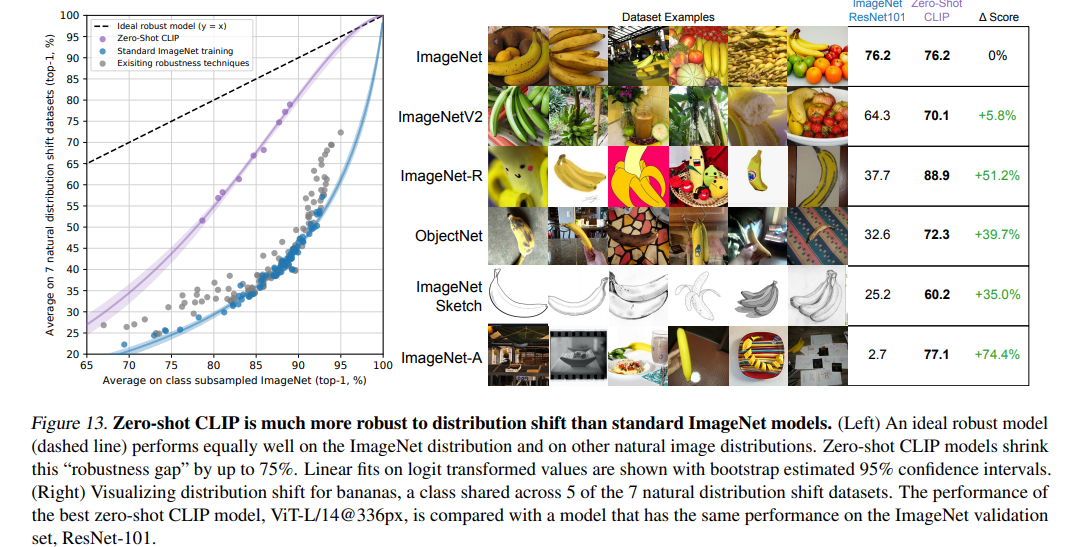 100
95
90
85
80
75
70
65
60
55
50
45
40
35
30
25
20
Average on 7 natural distribution shift datasets (top-1, %)
Ideal robust model (y = x)
Zero-Shot CLIP
Standard ImageNet training
Exisiting robustness techniques
65 70 75 80 85 90 95 100
Average on class subsampled ImageNet (top-1, %)
Dataset Examples
ImageNet Zero-Shot
ResNet101 CLIP Δ Score
ImageNet 76.2 76.2 0%
ImageNetV2 64.3 70.1 +5.8%
ImageNet-R 37.7 88.9 +51.2%
ObjectNet 32.6 72.3 +39.7%
ImageNet
Sketch 25.2 60.2 +35.0%
ImageNet-A 2.7 77.1 +74.4%
Figure 13. Zero-shot CLIP is much more robust to distribution shift than standard ImageNet models. (Left) An ideal robust model
(dashed line) performs equally well on the ImageNet distribution and on other natural image distributions. Zero-shot CLIP models shrink
this “robustness gap” by up to 75%. Linear fits on logit transformed values are shown with bootstrap estimated 95% confidence intervals.
(Right) Visualizing distribution shift for bananas, a class shared across 5 of the 7 natural distribution shift datasets. The performance of
the best zero-shot CLIP model, ViT-L/14@336px, is compared with a model that has the same performance on the ImageNet validation
set, ResNet-101.